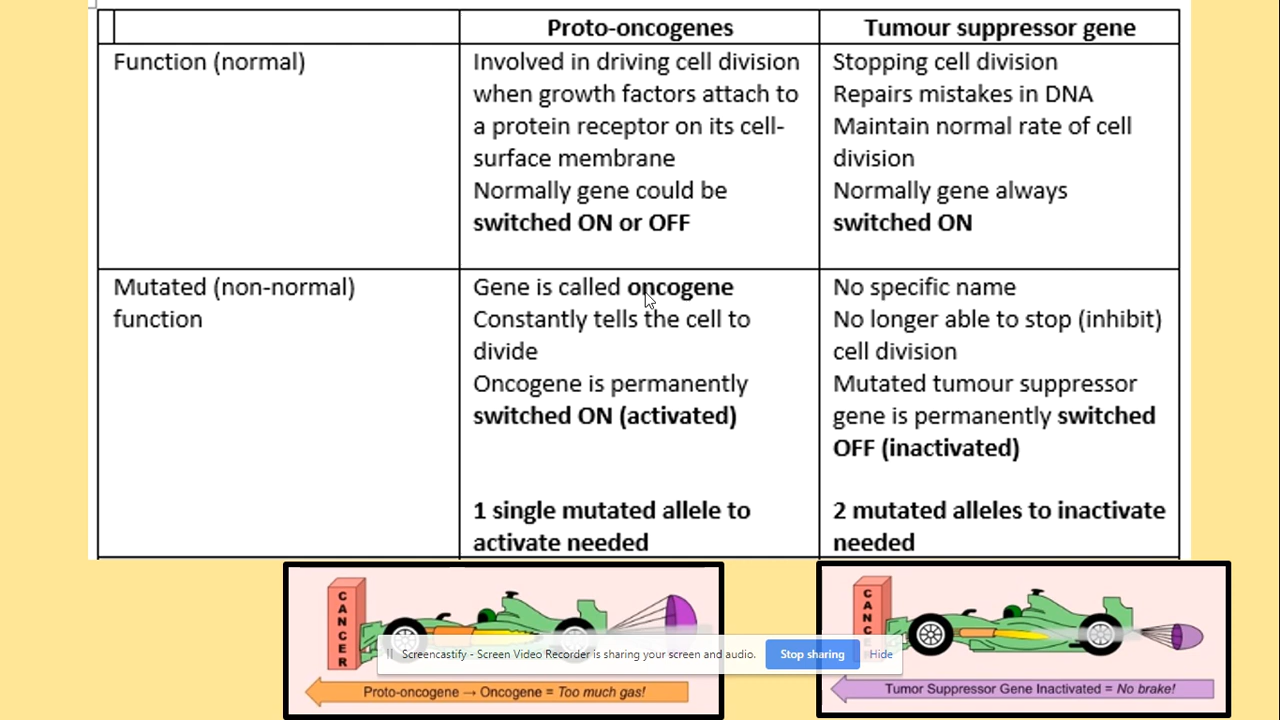 Proto-oncogenes
Tumour suppressor gene
Function (normal)
Involved in driving cell division
when growth factors attach to
a protein receptor on its cell-
surface membrane
Normally gene could be
switched ON or OFF
Stopping cell division
Repairs mistakes in DNA
Maintain normal rate of cell
division
Normally gene always
switched ON
Mutated (non-normal)
function
Gene is called oncogene
Constantly tells the cell to
divide
Oncogene is permanently
switched ON (activated)
1 single mutated allele to
activate needed
No specific name
No longer able to stop (inhibit)
cell division
Mutated tumour suppressor
gene is permanently switched
OFF (inactivated)
2 mutated alleles to inactivate
needed
CANCER
Proto-oncogene → Oncogene = Too much gas!
CANC
Tumor Suppressor Gene Inactivated = No brake!
Screencastify - Screen Video Recorder is sharing your screen and audio.
Stop sharing
Hide